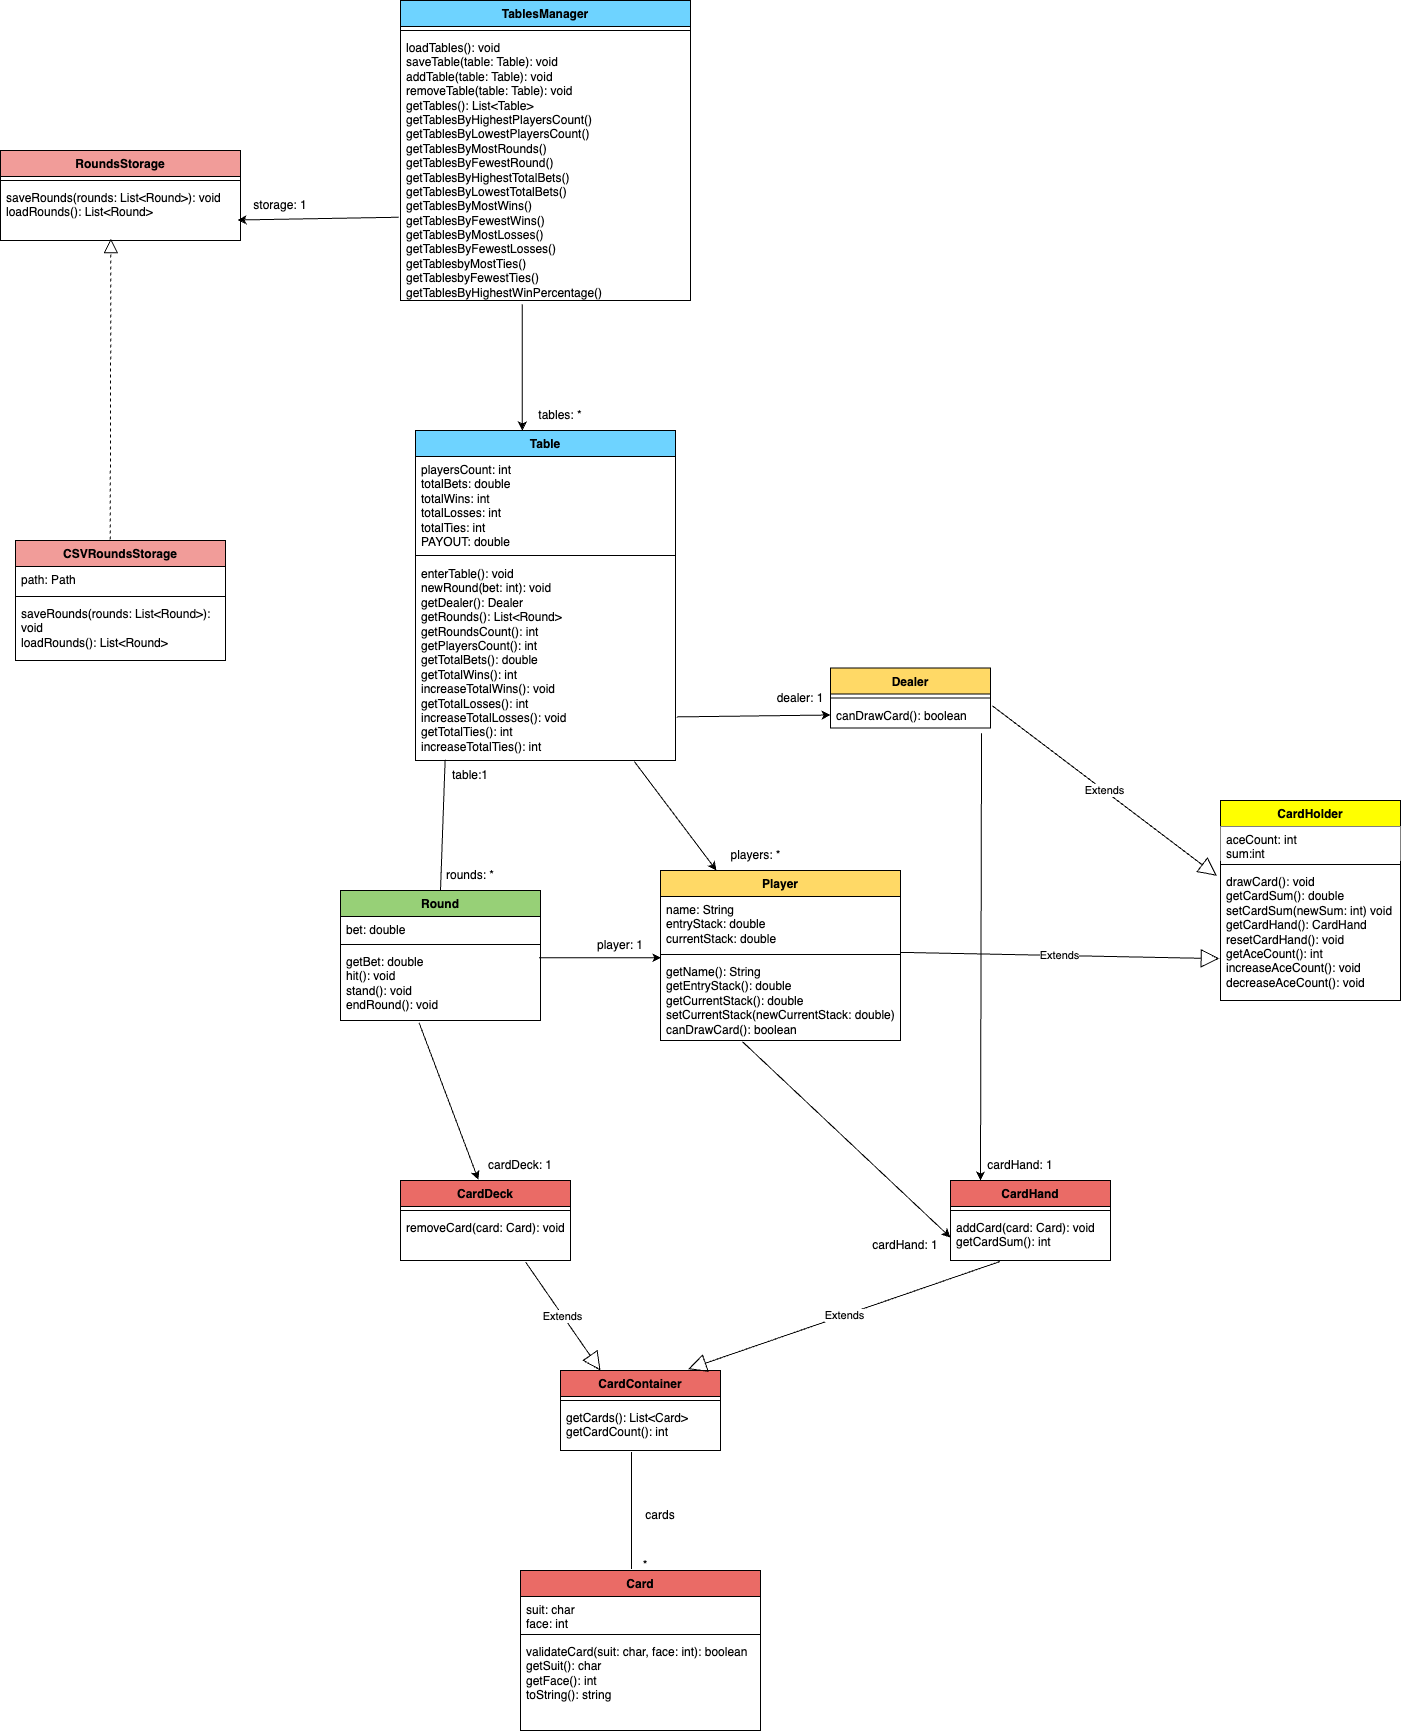 TablesManager
loadTables(): void
saveTable(table: Table): void
addTable(table: Table): void
removeTable(table: Table): void
getTables(): List<Table>
getTablesByHighestPlayersCount()
getTablesByLowestPlayersCount()
getTablesByMostRounds()
getTablesByFewestRound()
getTablesByHighestTotalBets()
getTablesByLowestTotalBets()
getTablesByMostWins()
getTablesByFewestWins()
getTablesByMostLosses()
getTablesByFewestLosses()
getTablesbyMostTies()
getTablesbyFewestTies()
getTablesByHighestWinPercentage()
RoundsStorage
saveRounds(rounds: List<Round>): void
loadRounds(): List<Round>
storage: 1
tables: *
Table
playersCount: int
totalBets: double
totalWins: int
totalLosses: int
totalTies: int
PAYOUT: double
enterTable(): void
newRound(bet: int): void
getDealer(): Dealer
getRounds(): List<Round>
getRoundsCount(): int
getPlayersCount(): int
getTotalBets(): double
getTotalWins(): int
increaseTotalWins(): void
getTotalLosses(): int
increaseTotalLosses(): void
getTotalTies(): int
increaseTotalTies(): int
CSVRoundsStorage
path: Path
saveRounds(rounds: List<Round>):
void
loadRounds(): List<Round>
dealer: 1
Dealer
canDrawCard(): boolean
table:1
Extends
CardHolder
aceCount: int
sum:int
drawCard(): void
getCardSum(): double
setCardSum(newSum: int) void
getCardHand(): CardHand
resetCardHand(): void
getAceCount(): int
increaseAceCount(): void
decreaseAceCount(): void
players: *
rounds: *
Round
bet: double
getBet: double
hit(): void
stand(): void
endRound(): void
player: 1
Player
name: String
entryStack: double
currentStack: double
getName(): String
getEntryStack(): double
getCurrentStack(): double
setCurrentStack(newCurrentStack: double)
canDrawCard(): boolean
Extends
cardDeck: 1
CardDeck
removeCard(card: Card): void
cardHand: 1
cardHand: 1
CardHand
addCard(card: Card): void
getCardSum(): int
Extends
Extends
CardContainer
getCards(): List<Card>
getCardCount(): int
cards
*
Card
suit: char
face: int
validateCard(suit: char, face: int): boolean
getSuit(): char
getFace(): int
toString(): string